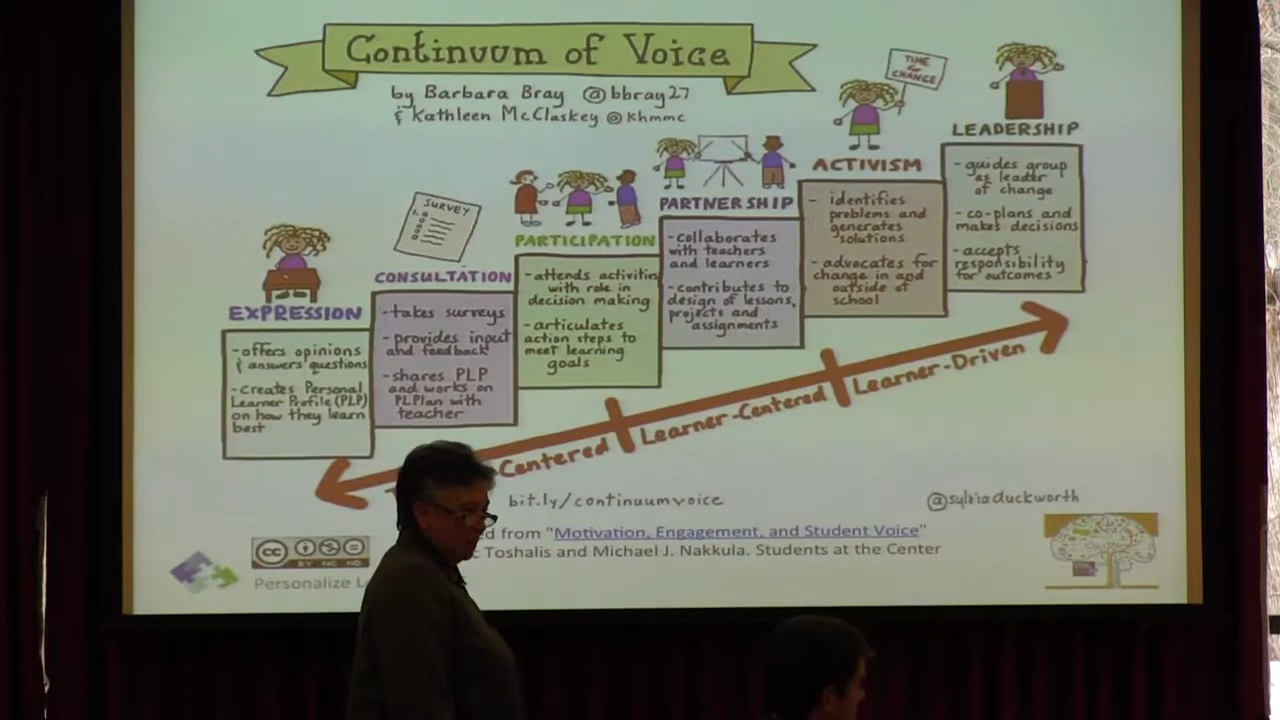 Continuum of Voice
by Barbara Bray @bbray27
& Kathleen McClaskey @khmmc
EXPRESSION
-offers opinions
& answers questions
-creates Personal
Learner Profile (PLP)
on how they learn
best
SURVEY
CONSULTATION
-takes surveys
-provides input
and feedback
-shares PLP
and works on
PLPlan with
teacher
PARTICIPATION
-attends activities
with role in
decision making
-articulates
action steps to
meet learning
goals
PARTNERSHIP
-collaborates
with teachers
and learners
-contributes to
design of lessons,
projects and
assignments
TIME
for
CHANGE
ACTIVISM
- identifies
problems and
generates
solutions
-advocates for
change in and
outside of
school
LEADERSHIP
-guides group
as leader
of change
-co-plans and
makes decisions
-accepts
responsibility
for outcomes
-Centered
Learner-Centered
Learner-Driven
bit.ly/continuumvoice
@sylviaduckworth
ed from "Motivation, Engagement, and Student Voice"
Toshalis and Michael J. Nakkula. Students at the Center
CC BY NC ND
Personalize L